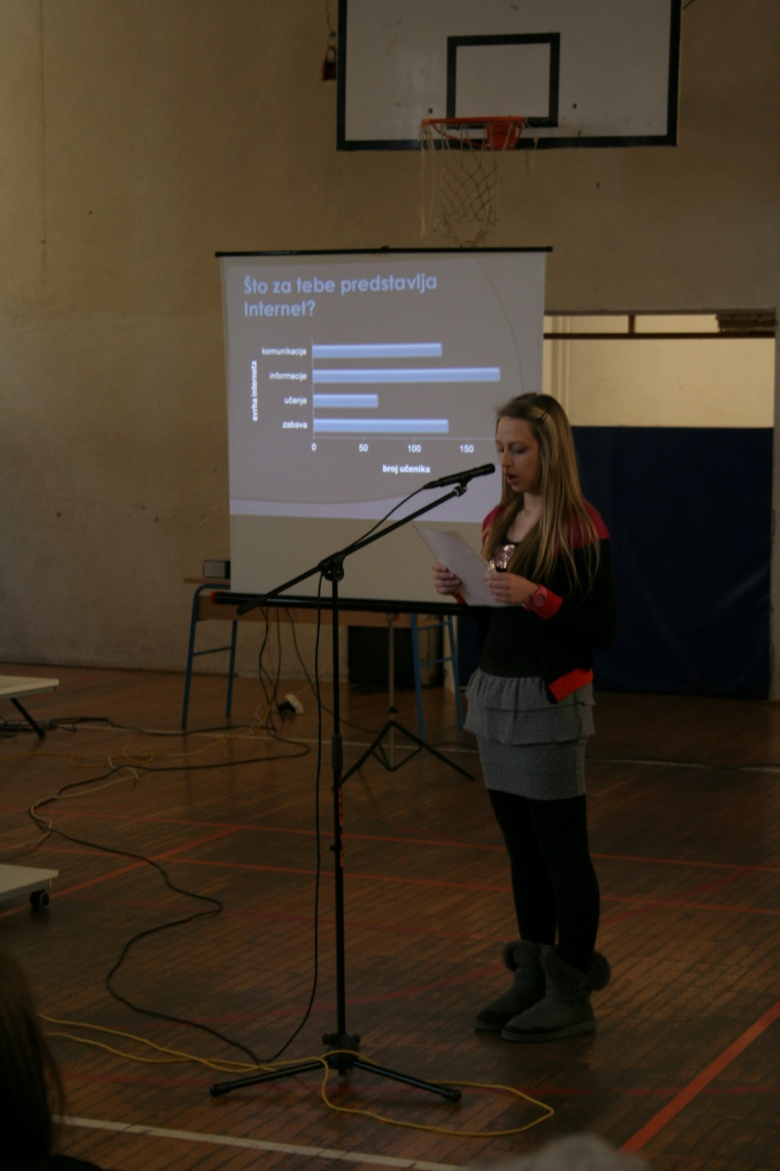 Što za tebe predstavlja
Internet?
komunikacija
informacije
učenje
zabava
svrha interneta
0 50 100 150
broj učenika